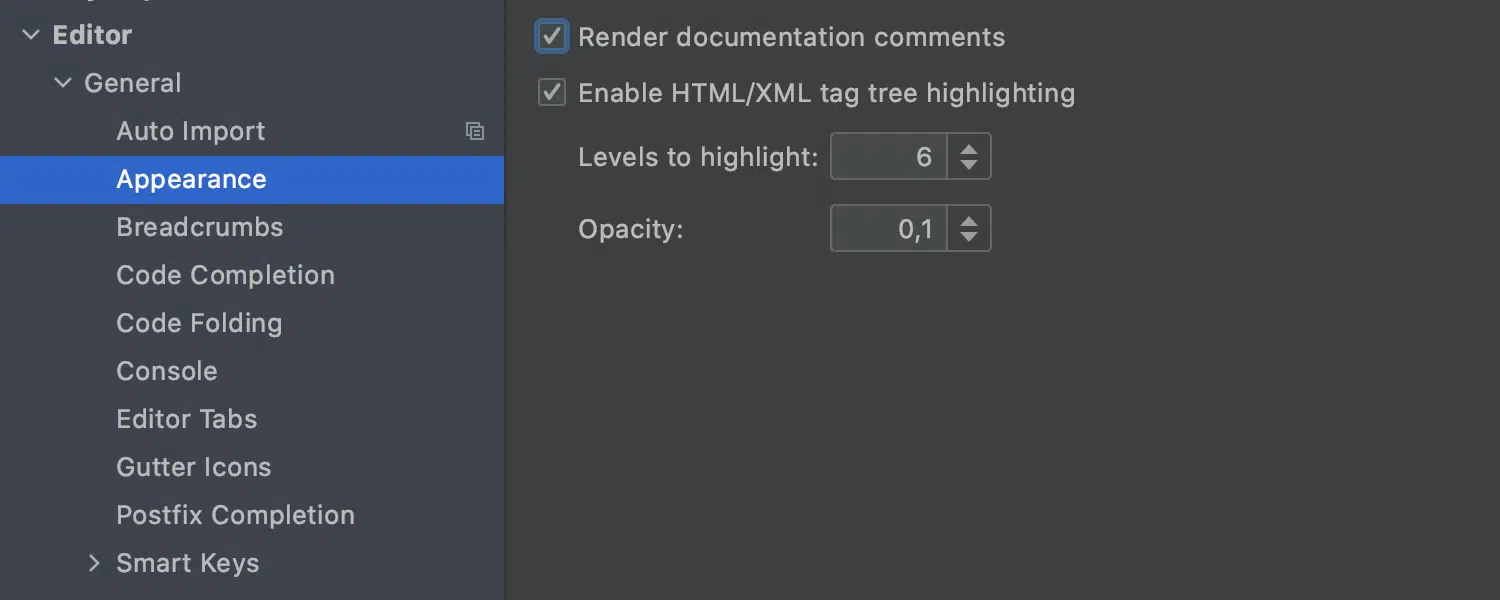 Editor
General
Auto Import
Appearance
Breadcrumbs
Code Completion
Code Folding
Console
Editor Tabs
Gutter Icons
Postfix Completion
Smart Keys
Render documentation comments
Enable HTML/XML tag tree highlighting
Levels to highlight: 6
Opacity: 0,1